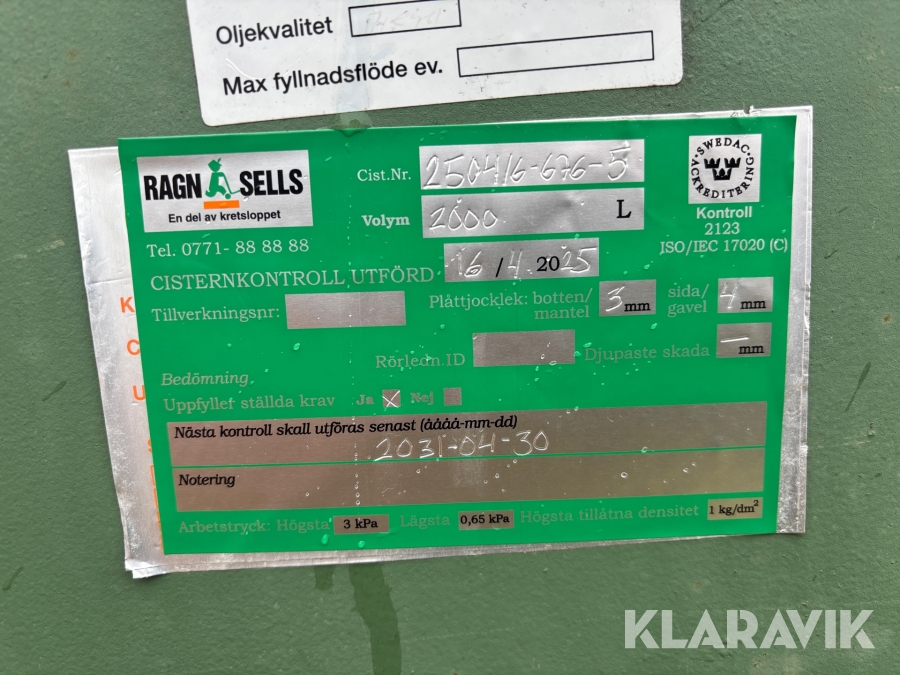 Oljekvalitet
Max fyllnadsflöde ev.
RAGN SELLS
En del av kretsloppet
Tel. 0771- 88 88 88
Cist.Nr. 250416-676-5
Volym 2000 L
SWEDAC ACKREDITERING
Kontroll
2123
ISO/IEC 17020 (C)
CISTERNKONTROLL UTFÖRD 16 / 4 2025
Tillverkningsnr:
Plåttjocklek: botten/ mantel 3 mm sida/ gavel 4 mm
Rörledn.ID
Djupaste skada — mm
Bedömning
Uppfyller ställda krav Ja X Nej
Nästa kontroll skall utföras senast (åååå-mm-dd)
2031-04-30
Notering
Arbetstryck: Högsta 3 kPa Lägsta 0,65 kPa Högsta tillåtna densitet 1 kg/dm²
K
C
U
KLARAVIK